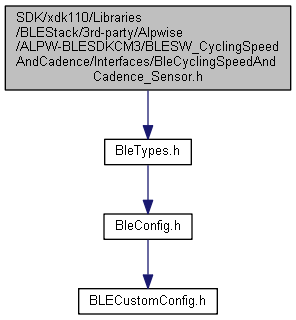 SDK/xdk110/Libraries
/BLEStack/3rd-party/Alpwise
/ALPW-BLESDKCM3/BLESW_CyclingSpeed
AndCadence/Interfaces/BleCyclingSpeedAnd
Cadence_Sensor.h
BleTypes.h
BleConfig.h
BLECustomConfig.h